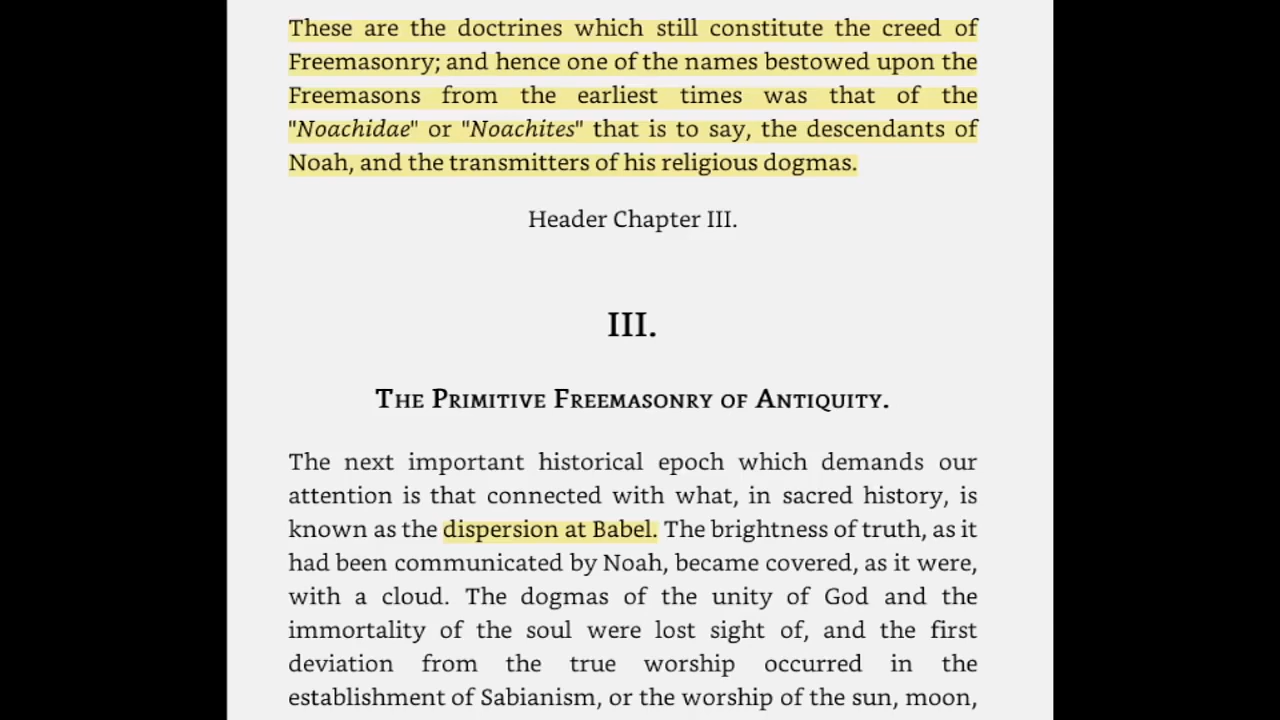 These are the doctrines which still constitute the creed of
Freemasonry; and hence one of the names bestowed upon the
Freemasons from the earliest times was that of the
"Noachidae" or "Noachites" that is to say, the descendants of
Noah, and the transmitters of his religious dogmas.
Header Chapter III.
III.
The Primitive Freemasonry of Antiquity.
The next important historical epoch which demands our
attention is that connected with what, in sacred history, is
known as the dispersion at Babel. The brightness of truth, as it
had been communicated by Noah, became covered, as it were,
with a cloud. The dogmas of the unity of God and the
immortality of the soul were lost sight of, and the first
deviation from the true worship occurred in the
establishment of Sabianism, or the worship of the sun, moon,